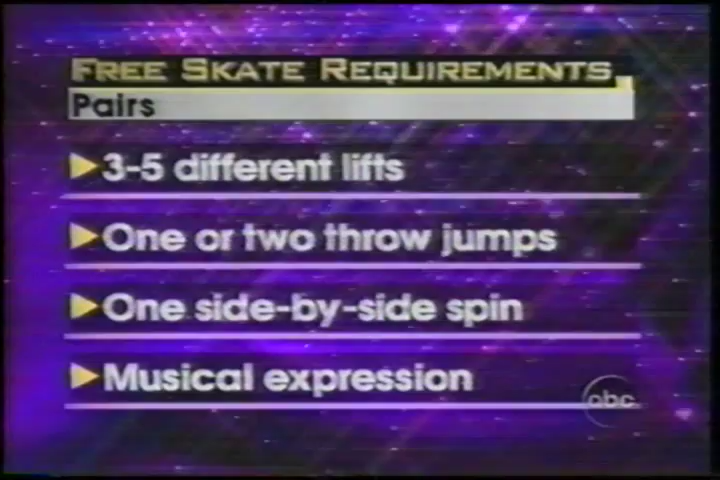 FREE SKATE REQUIREMENTS
Pairs
3-5 different lifts
One or two throw jumps
One side-by-side spin
Musical expression
abc